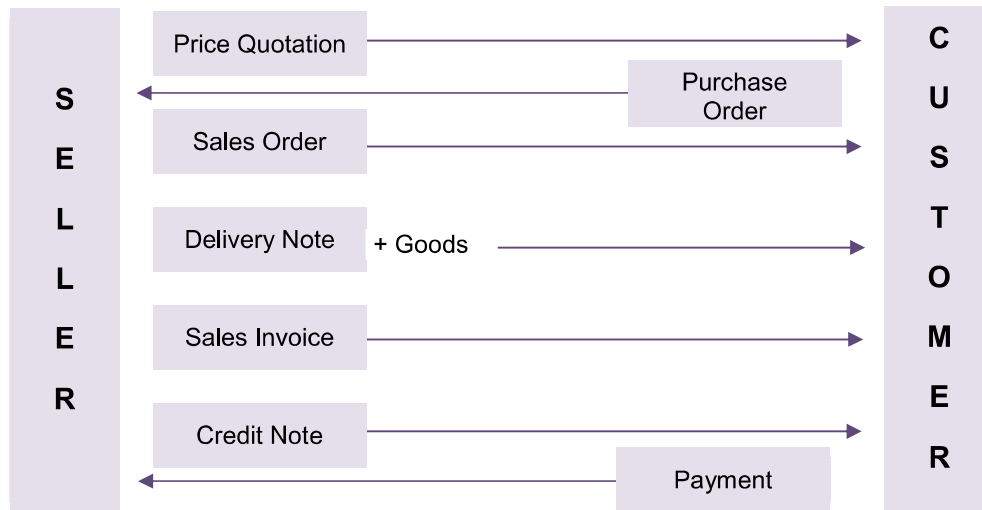 SELLER
Price Quotation
Purchase
Order
Sales Order
Delivery Note + Goods
Sales Invoice
Credit Note
Payment
CUSTOMER